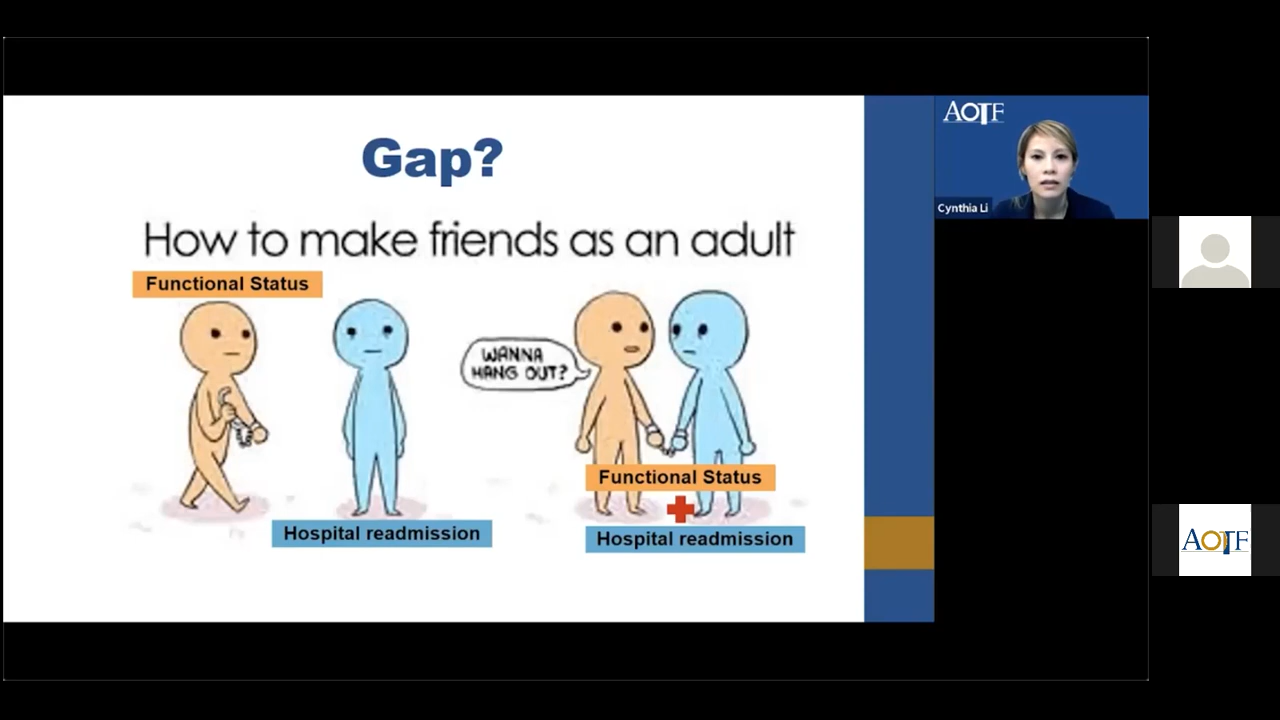 Gap?
How to make friends as an adult
Functional Status
WANNA
HANG OUT?
Functional Status
Hospital readmission
Hospital readmission
AOTF
Cynthia Li
AOTF